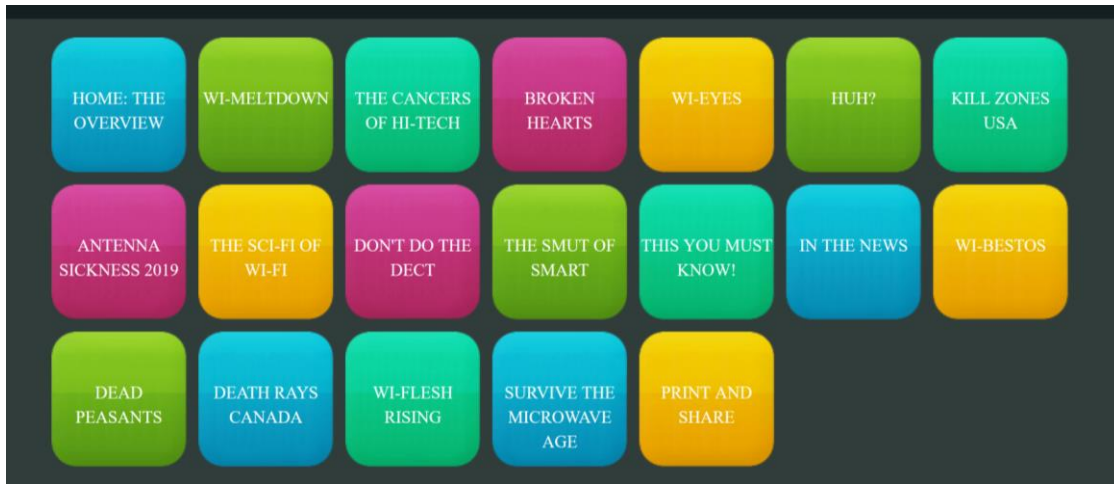 HOME: THE
OVERVIEW
WI-MELTDOWN
THE CANCERS
OF HI-TECH
BROKEN
HEARTS
WI-EYES
HUH?
KILL ZONES
USA
ANTENNA
SICKNESS 2019
THE SCI-FI OF
WI-FI
DON'T DO THE
DECT
THE SMUT OF
SMART
THIS YOU MUST
KNOW!
IN THE NEWS
WI-BESTOS
DEAD
PEASANTS
DEATH RAYS
CANADA
WI-FLESH
RISING
SURVIVE THE
MICROWAVE
AGE
PRINT AND
SHARE